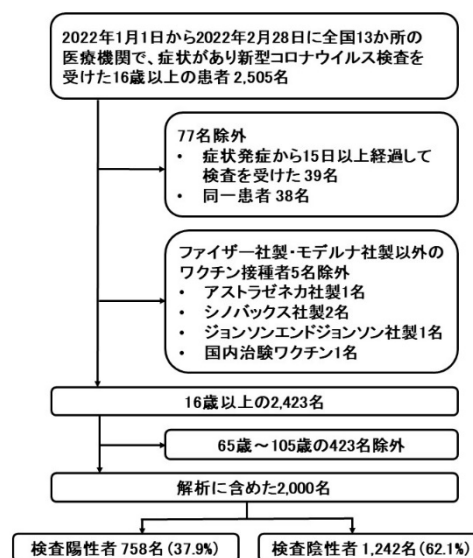 2022年1月1日から2022年2月28日に全国13か所の
医療機関で、症状があり新型コロナウイルス検査を
受けた16歳以上の患者 2,505名
77名除外
• 症状発症から15日以上経過して
検査を受けた 39名
• 同一患者 38名
ファイザー社製・モデルナ社製以外の
ワクチン接種者5名除外
• アストラゼネカ社製1名
• シノバックス社製2名
• ジョンソンエンドジョンソン社製1名
• 国内治験ワクチン1名
16歳以上の2,423名
65歳～105歳の423名除外
解析に含めた2,000名
検査陽性者 758名 (37.9%)
検査陰性者 1,242名 (62.1%)